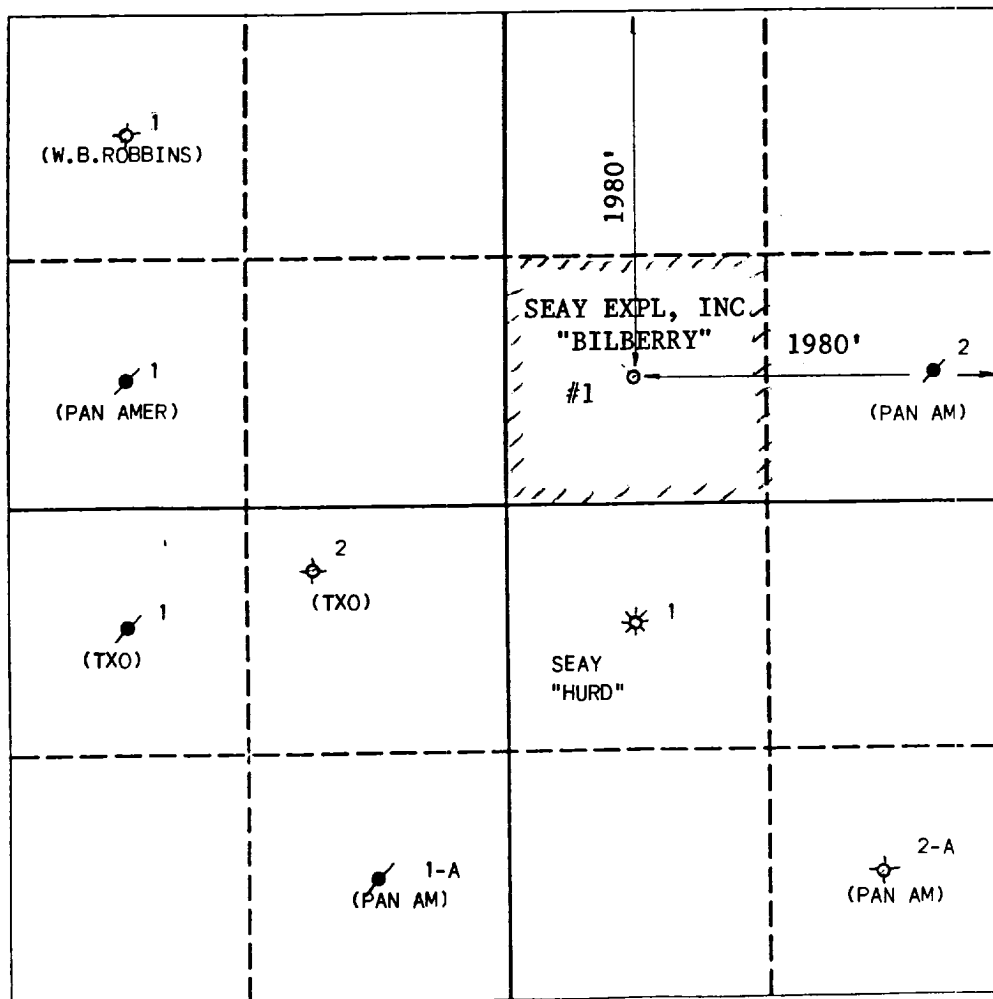 1
(W.B.ROBBINS)
1980'
SEAY EXPL, INC.
"BILBERRY"
#1
1980'
2
(PAN AM)
1
(PAN AMER)
2
(TXO)
1
(TXO)
1
SEAY
"HURD"
1-A
(PAN AM)
2-A
(PAN AM)